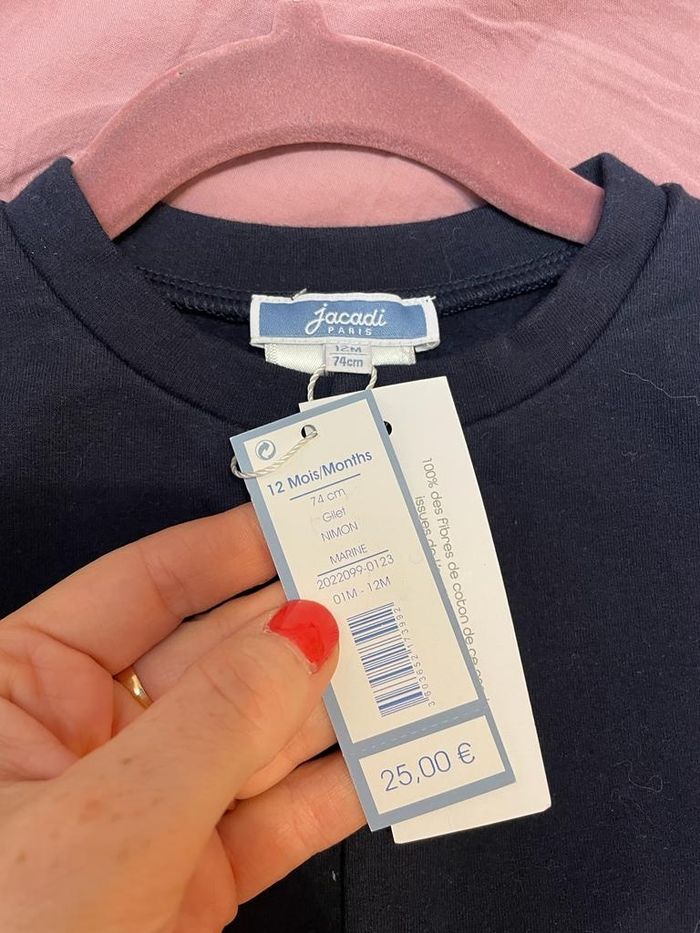 jacadi
PARIS
12M
74cm
12 Mois/Months
74 cm
Gilet
NIMON
MARINE
2022099-0123
01M - 12M
3603652173992
25,00 €
100% des fibres de coton de ce
issues de